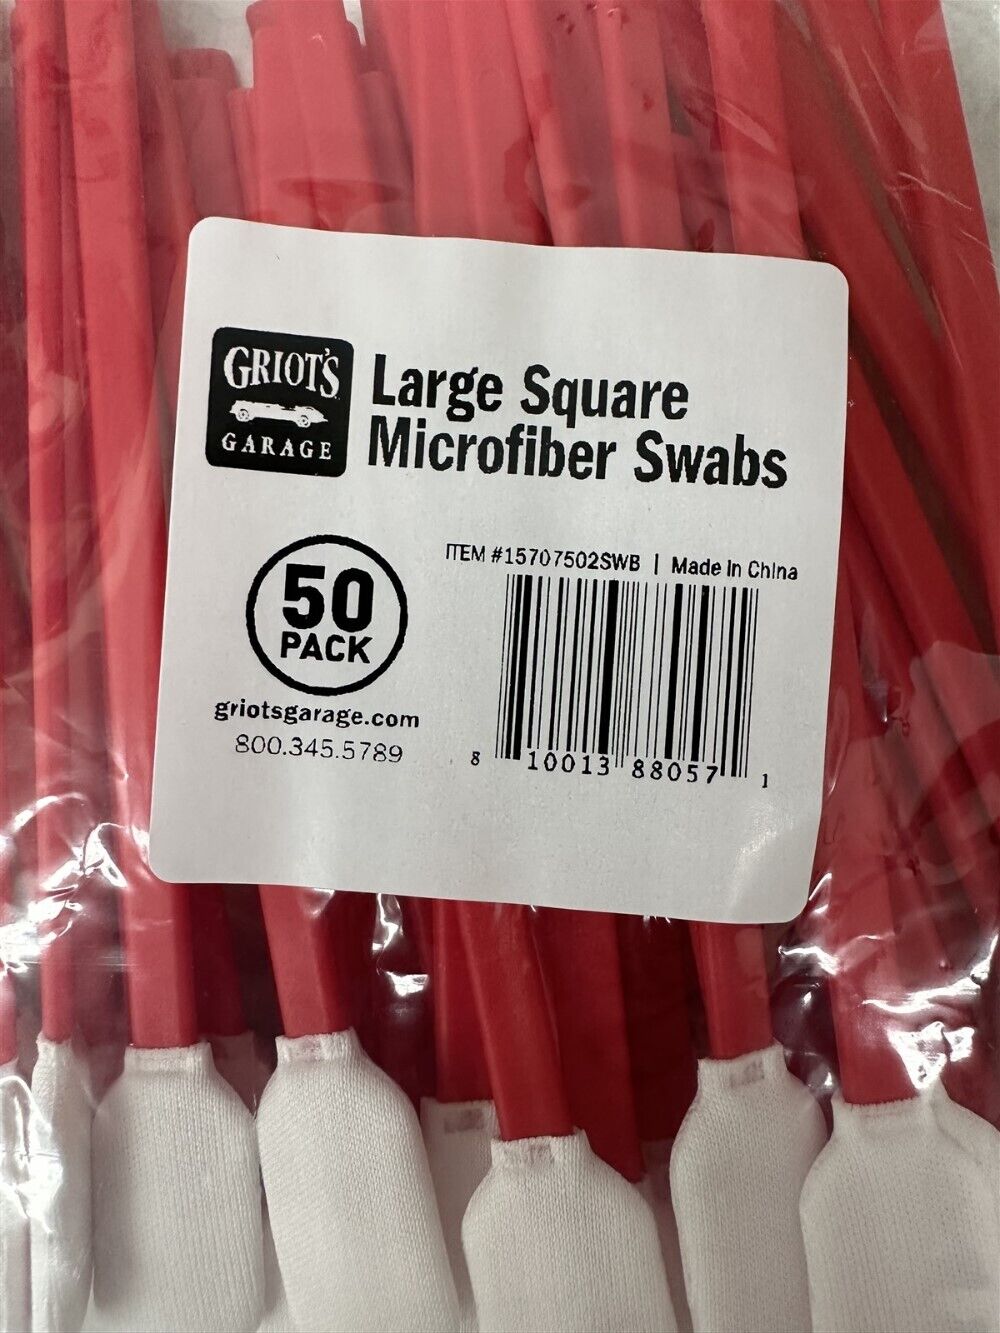 GRIOT'S
GARAGE
Large Square
Microfiber Swabs
50
PACK
griotsgarage.com
800.345.5789
ITEM #15707502SWB | Made in China
8 10013 88057 1